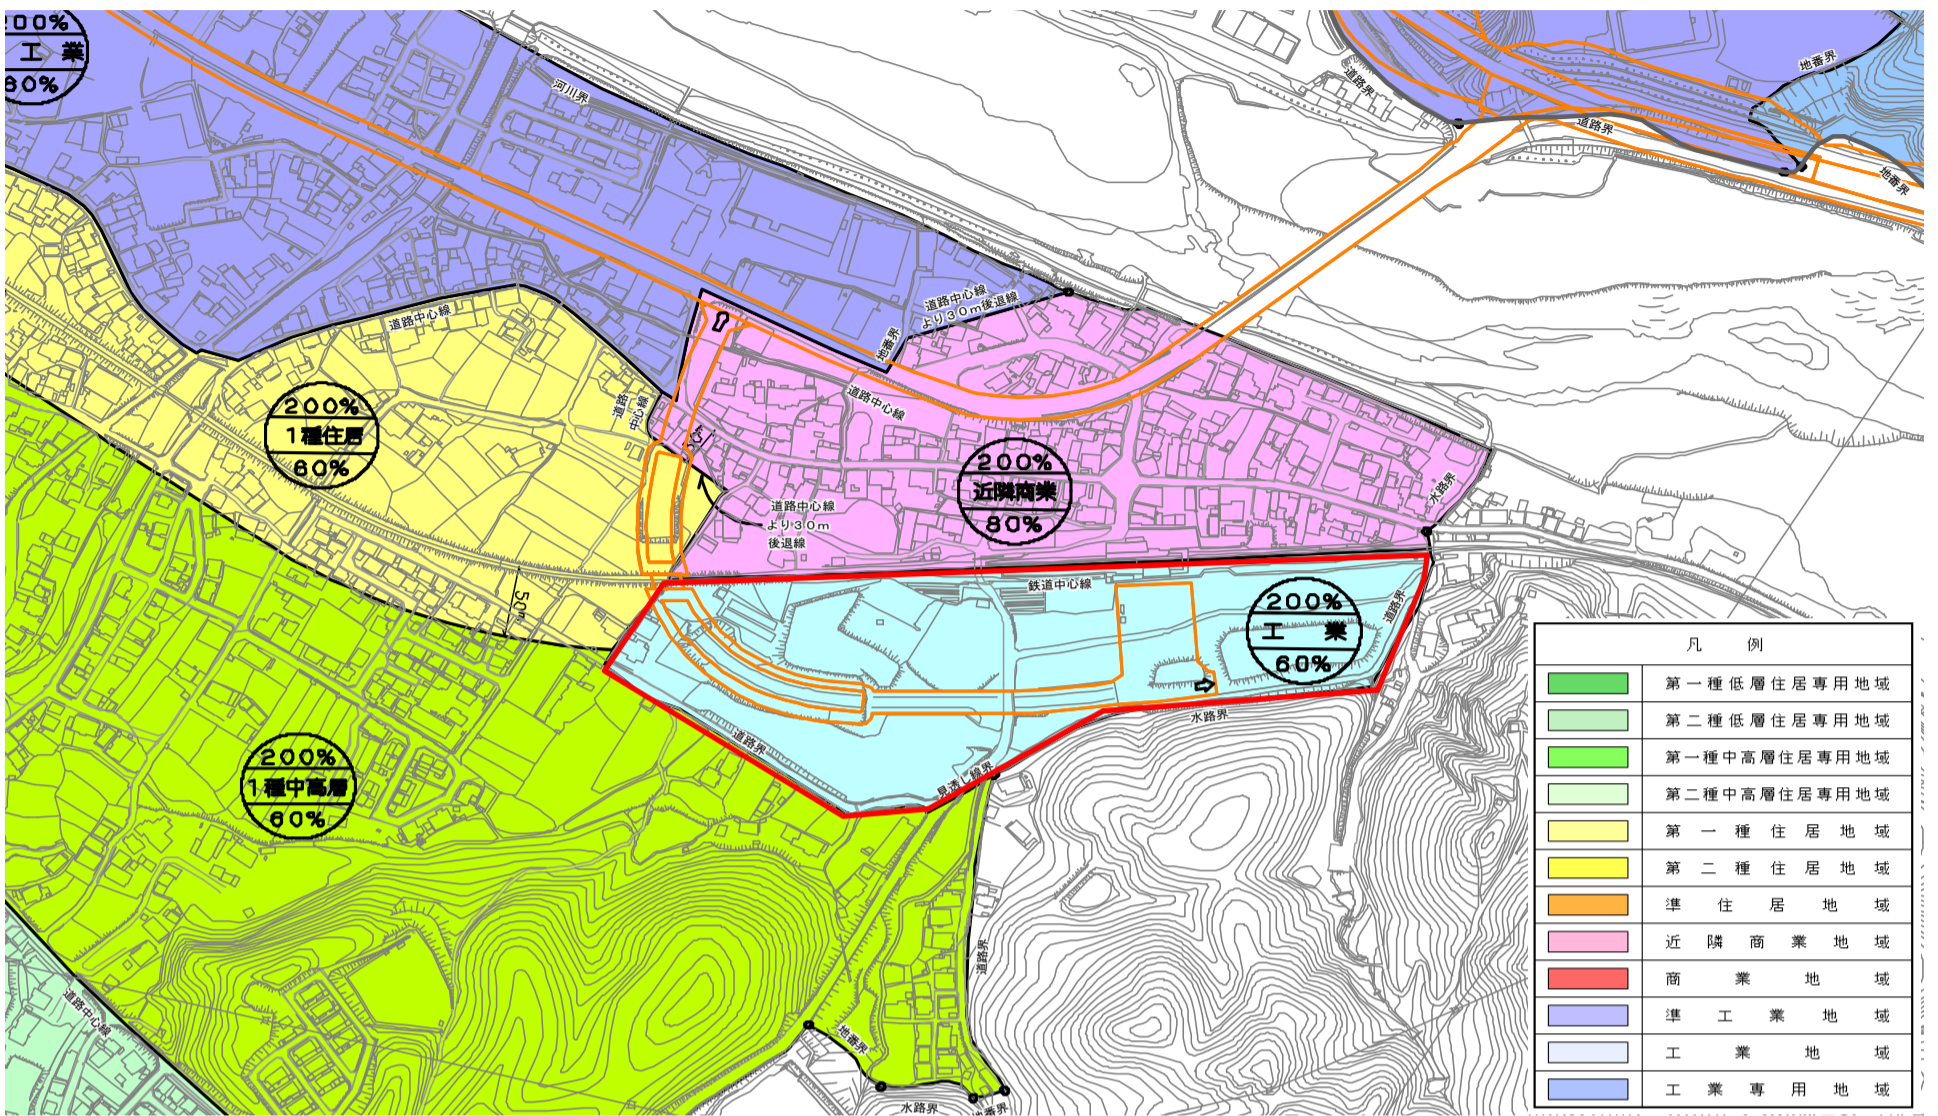 200%
工業
60%
河川界
道路界
地番界
道路界
地番界
道路中心線
道路中心線
より30m後退線
地番界
道路中心線
道路
中心線
200%
1種住居
60%
200%
近隣商業
80%
水路界
道路中心線
より30m
後退線
50m
鉄道中心線
200%
工業
60%
道路界
水路界
道路界
見透し線界
200%
1種中高層
60%
道路中心線
道路界
地番界
水路界
地番界
凡例
第一種低層住居専用地域
第二種低層住居専用地域
第一種中高層住居専用地域
第二種中高層住居専用地域
第一種住居地域
第二種住居地域
準住居地域
近隣商業地域
商業地域
準工業地域
工業地域
工業専用地域